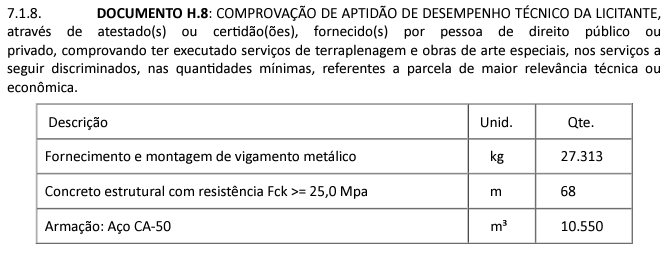 7.1.8. DOCUMENTO H.8: COMPROVAÇÃO DE APTIDÃO DE DESEMPENHO TÉCNICO DA LICITANTE,
através de atestado(s) ou certidão(ões), fornecido(s) por pessoa de direito público ou
privado, comprovando ter executado serviços de terraplenagem e obras de arte especiais, nos serviços a
seguir discriminados, nas quantidades mínimas, referentes a parcela de maior relevância técnica ou
econômica.
Descrição Unid. Qte.
Fornecimento e montagem de vigamento metálico kg 27.313
Concreto estrutural com resistência Fck >= 25,0 Mpa m 68
Armação: Aço CA-50 m³ 10.550